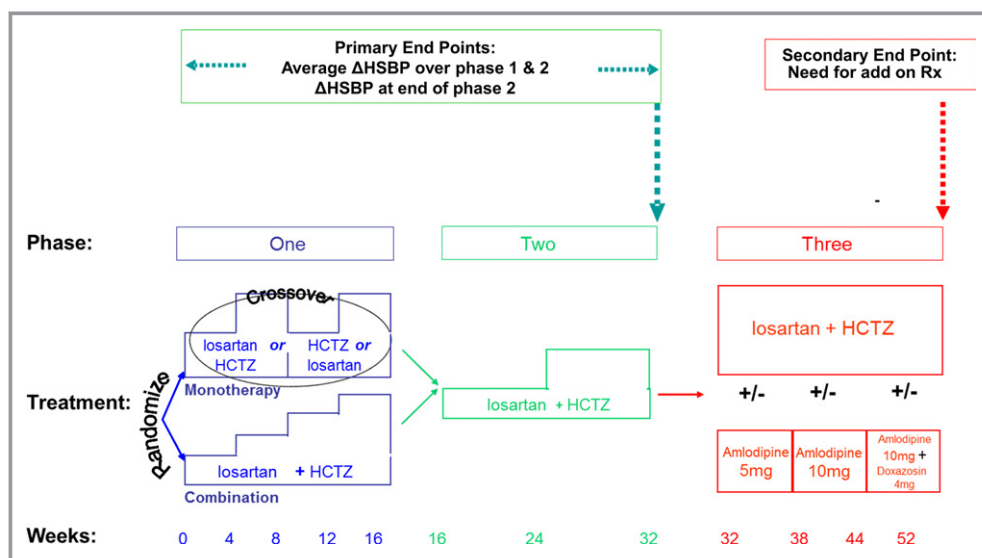 Primary End Points:
Average ΔHSBP over phase 1 & 2
ΔHSBP at end of phase 2
Secondary End Point:
Need for add on Rx
-
Phase:
One
Two
Three
Treatment:
Randomize
Crossover
losartan or
HCTZ
HCTZ or
losartan
Monotherapy
losartan + HCTZ
Combination
losartan + HCTZ
losartan + HCTZ
+/- +/- +/-
Amlodipine
5mg
Amlodipine
10mg
Amlodipine
10mg +
Doxazosin
4mg
Weeks: 0 4 8 12 16 16 24 32 32 38 44 52